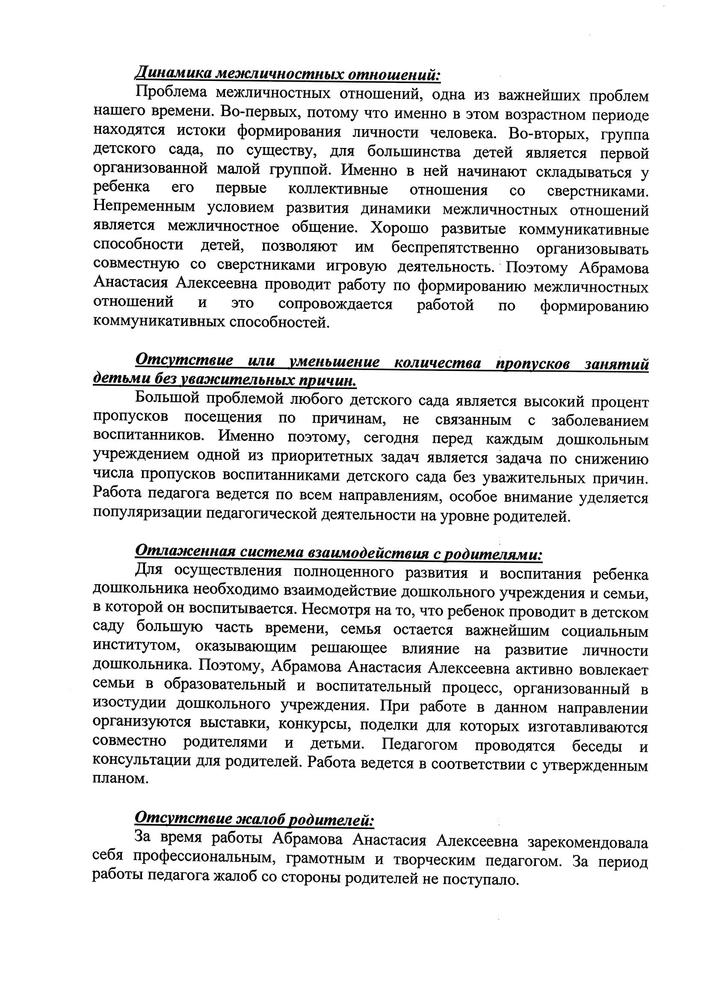 Динамика межличностных отношений:
Проблема межличностных отношений, одна из важнейших проблем
нашего времени. Во-первых, потому что именно в этом возрастном периоде
находятся истоки формирования личности человека. Во-вторых, группа
детского сада, по существу, для большинства детей является первой
организованной малой группой. Именно в ней начинают складываться у
ребенка его первые коллективные отношения со сверстниками.
Непременным условием развития динамики межличностных отношений
является межличностное общение. Хорошо развитые коммуникативные
способности детей, позволяют им беспрепятственно организовывать
совместную со сверстниками игровую деятельность. Поэтому Абрамова
Анастасия Алексеевна проводит работу по формированию межличностных
отношений и это сопровождается работой по формированию
коммуникативных способностей.
Отсутствие или уменьшение количества пропусков занятий
детьми без уважительных причин.
Большой проблемой любого детского сада является высокий процент
пропусков посещения по причинам, не связанным с заболеванием
воспитанников. Именно поэтому, сегодня перед каждым дошкольным
учреждением одной из приоритетных задач является задача по снижению
числа пропусков воспитанниками детского сада без уважительных причин.
Работа педагога ведется по всем направлениям, особое внимание уделяется
популяризации педагогической деятельности на уровне родителей.
Отлаженная система взаимодействия с родителями:
Для осуществления полноценного развития и воспитания ребенка
дошкольника необходимо взаимодействие дошкольного учреждения и семьи,
в которой он воспитывается. Несмотря на то, что ребенок проводит в детском
саду большую часть времени, семья остается важнейшим социальным
институтом, оказывающим решающее влияние на развитие личности
дошкольника. Поэтому, Абрамова Анастасия Алексеевна активно вовлекает
семьи в образовательный и воспитательный процесс, организованный в
изостудии дошкольного учреждения. При работе в данном направлении
организуются выставки, конкурсы, поделки для которых изготавливаются
совместно родителями и детьми. Педагогом проводятся беседы и
консультации для родителей. Работа ведется в соответствии с утвержденным
планом.
Отсутствие жалоб родителей:
За время работы Абрамова Анастасия Алексеевна зарекомендовала
себя профессиональным, грамотным и творческим педагогом. За период
работы педагога жалоб со стороны родителей не поступало.